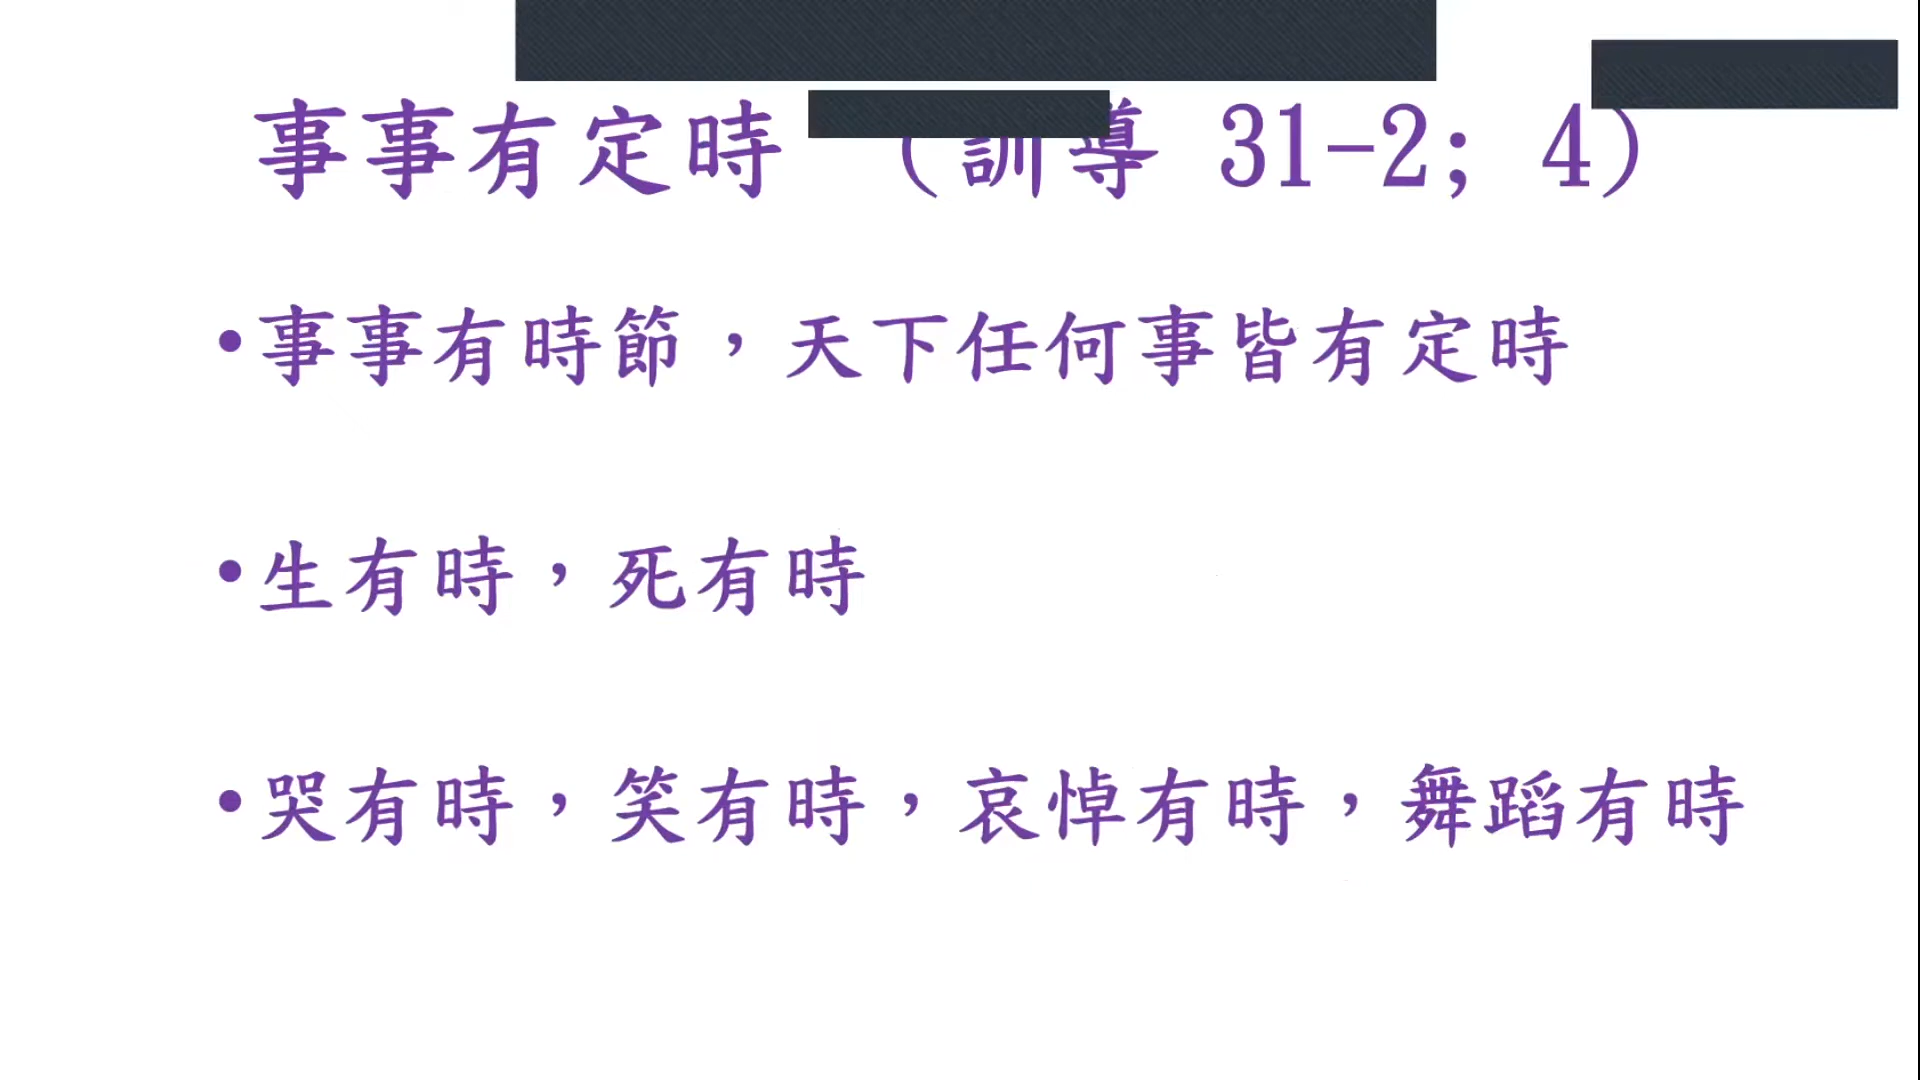 事事有定時 (訓導 31-2; 4)
•事事有時節，天下任何事皆有定時
•生有時，死有時
•哭有時，笑有時，哀悼有時，舞蹈有時